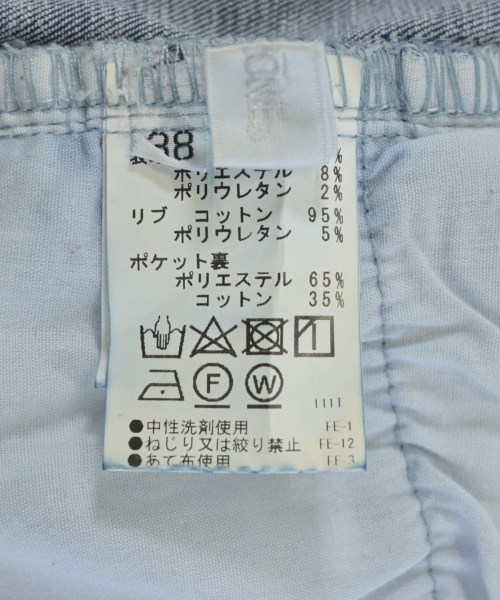 38
%
ポリエステル 8%
ポリウレタン 2%
リブ コットン 95%
ポリウレタン 5%
ポケット裏
ポリエステル 65%
コットン 35%
F W
1111
●中性洗剤使用 FE-1
●ねじり又は絞り禁止 FE-12
●あて布使用 FE-3